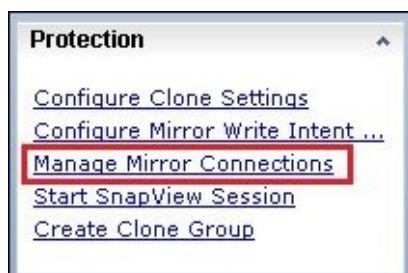 Protection
Configure Clone Settings
Configure Mirror Write Intent ...
Manage Mirror Connections
Start SnapView Session
Create Clone Group